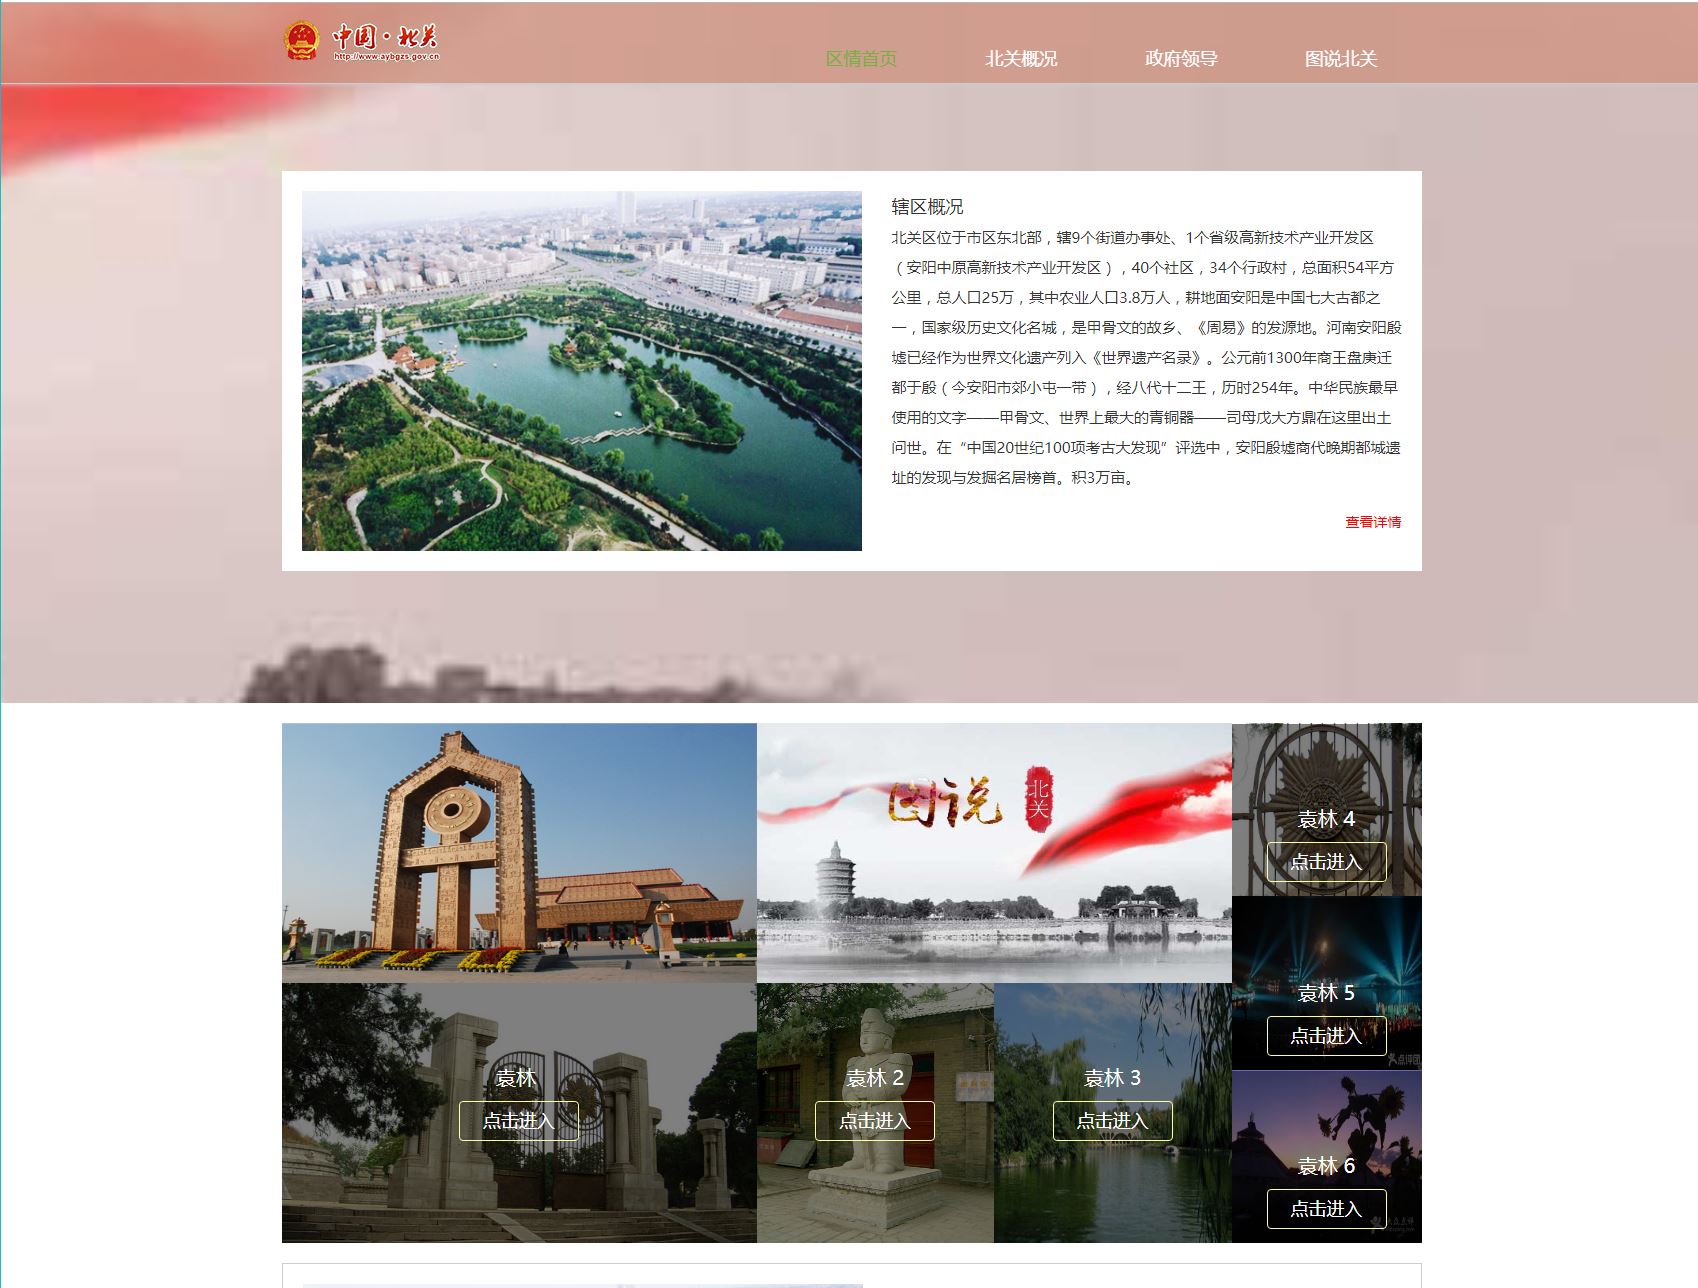 中国·北关
http://www.aybgzs.gov.cn
区情首页
北关概况
政府领导
图说北关
辖区概况
北关区位于市区东北部，辖9个街道办事处、1个省级高新技术产业开发区
（安阳中原高新技术产业开发区），40个社区，34个行政村，总面积54平方
公里，总人口25万，其中农业人口3.8万人，耕地面安阳是中国七大古都之
一，国家级历史文化名城，是甲骨文的故乡、《周易》的发源地。河南安阳殷
墟已经作为世界文化遗产列入《世界遗产名录》。公元前1300年商王盘庚迁
都于殷（今安阳市郊小屯一带），经八代十二王，历时254年。中华民族最早
使用的文字——甲骨文、世界上最大的青铜器——司母戊大方鼎在这里出土
问世。在“中国20世纪100项考古大发现”评选中，安阳殷墟商代晚期都城遗
址的发现与发掘名居榜首。积3万亩。
查看详情
图说
北关
袁林 4
点击进入
袁林 5
点击进入
点评团
袁林
点击进入
袁林 2
点击进入
袁林 3
点击进入
袁林 6
点击进入